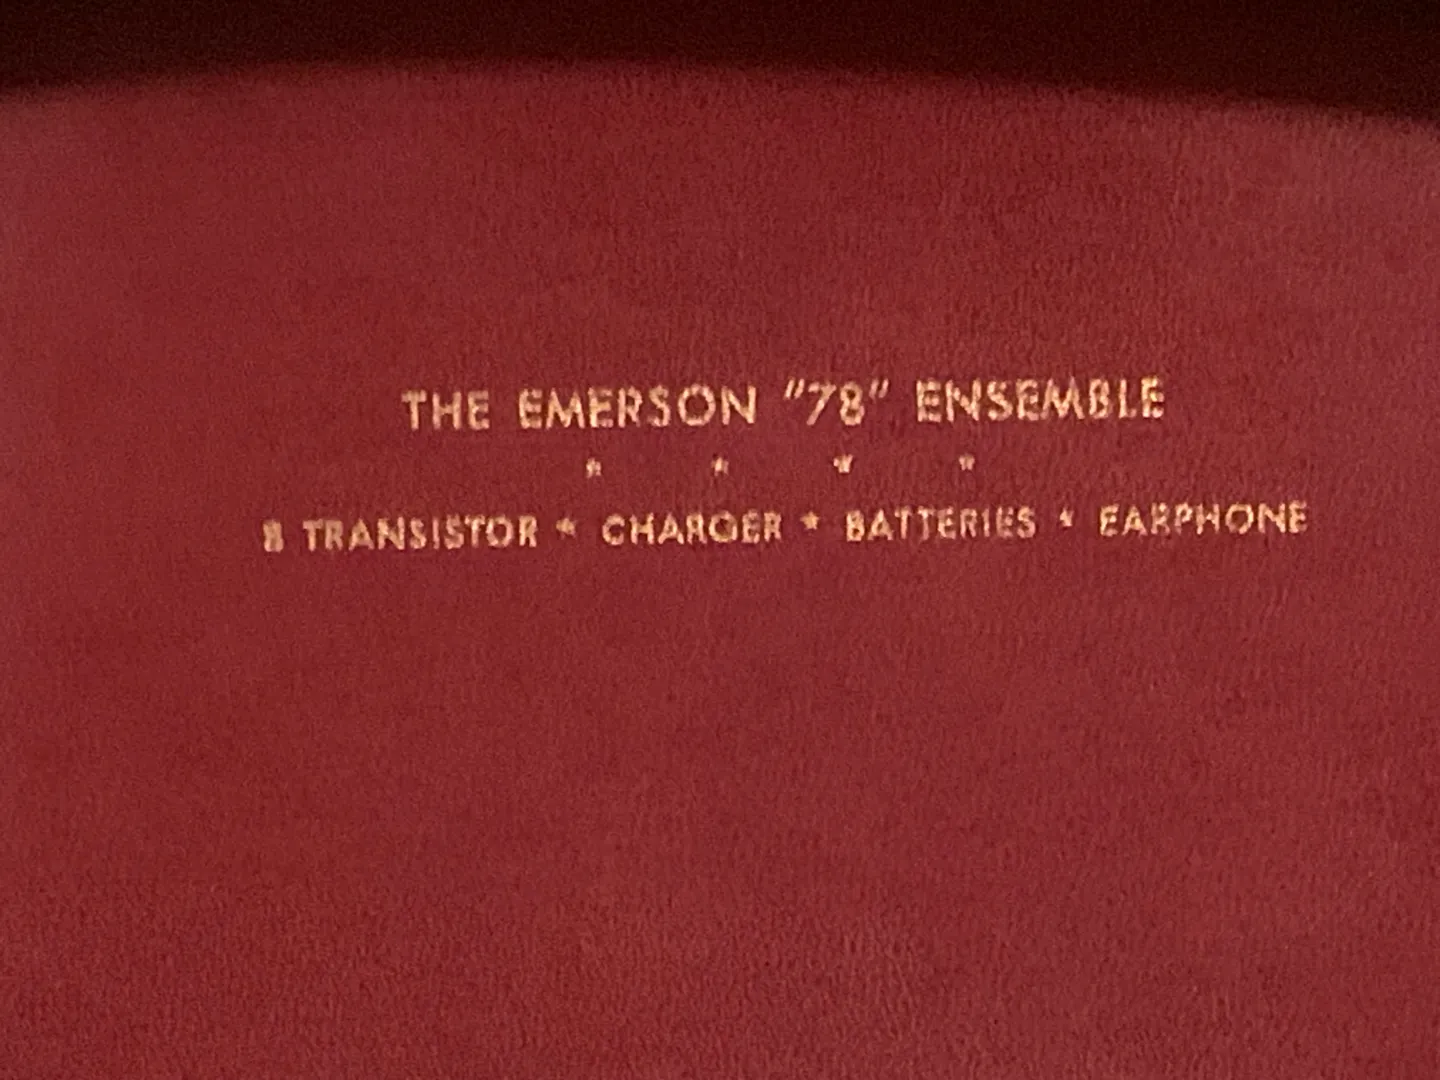 THE EMERSON "78" ENSEMBLE
* * * *
8 TRANSISTOR * CHARGER * BATTERIES * EARPHONE